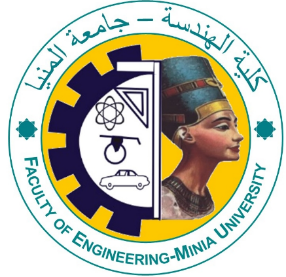 كلية الهندسة – جامعة المنيا
FACULTY OF ENGINEERING-MINIA UNIVERSITY